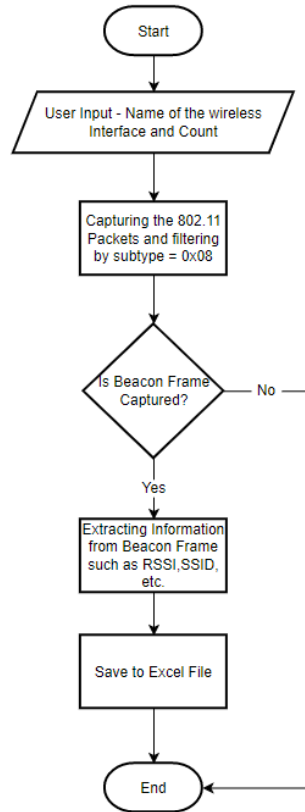 Start
User Input - Name of the wireless
Interface and Count
Capturing the 802.11
Packets and filtering
by subtype = 0x08
Is Beacon Frame
Captured?
No
Yes
Extracting Information
from Beacon Frame
such as RSSI,SSID,
etc.
Save to Excel File
End